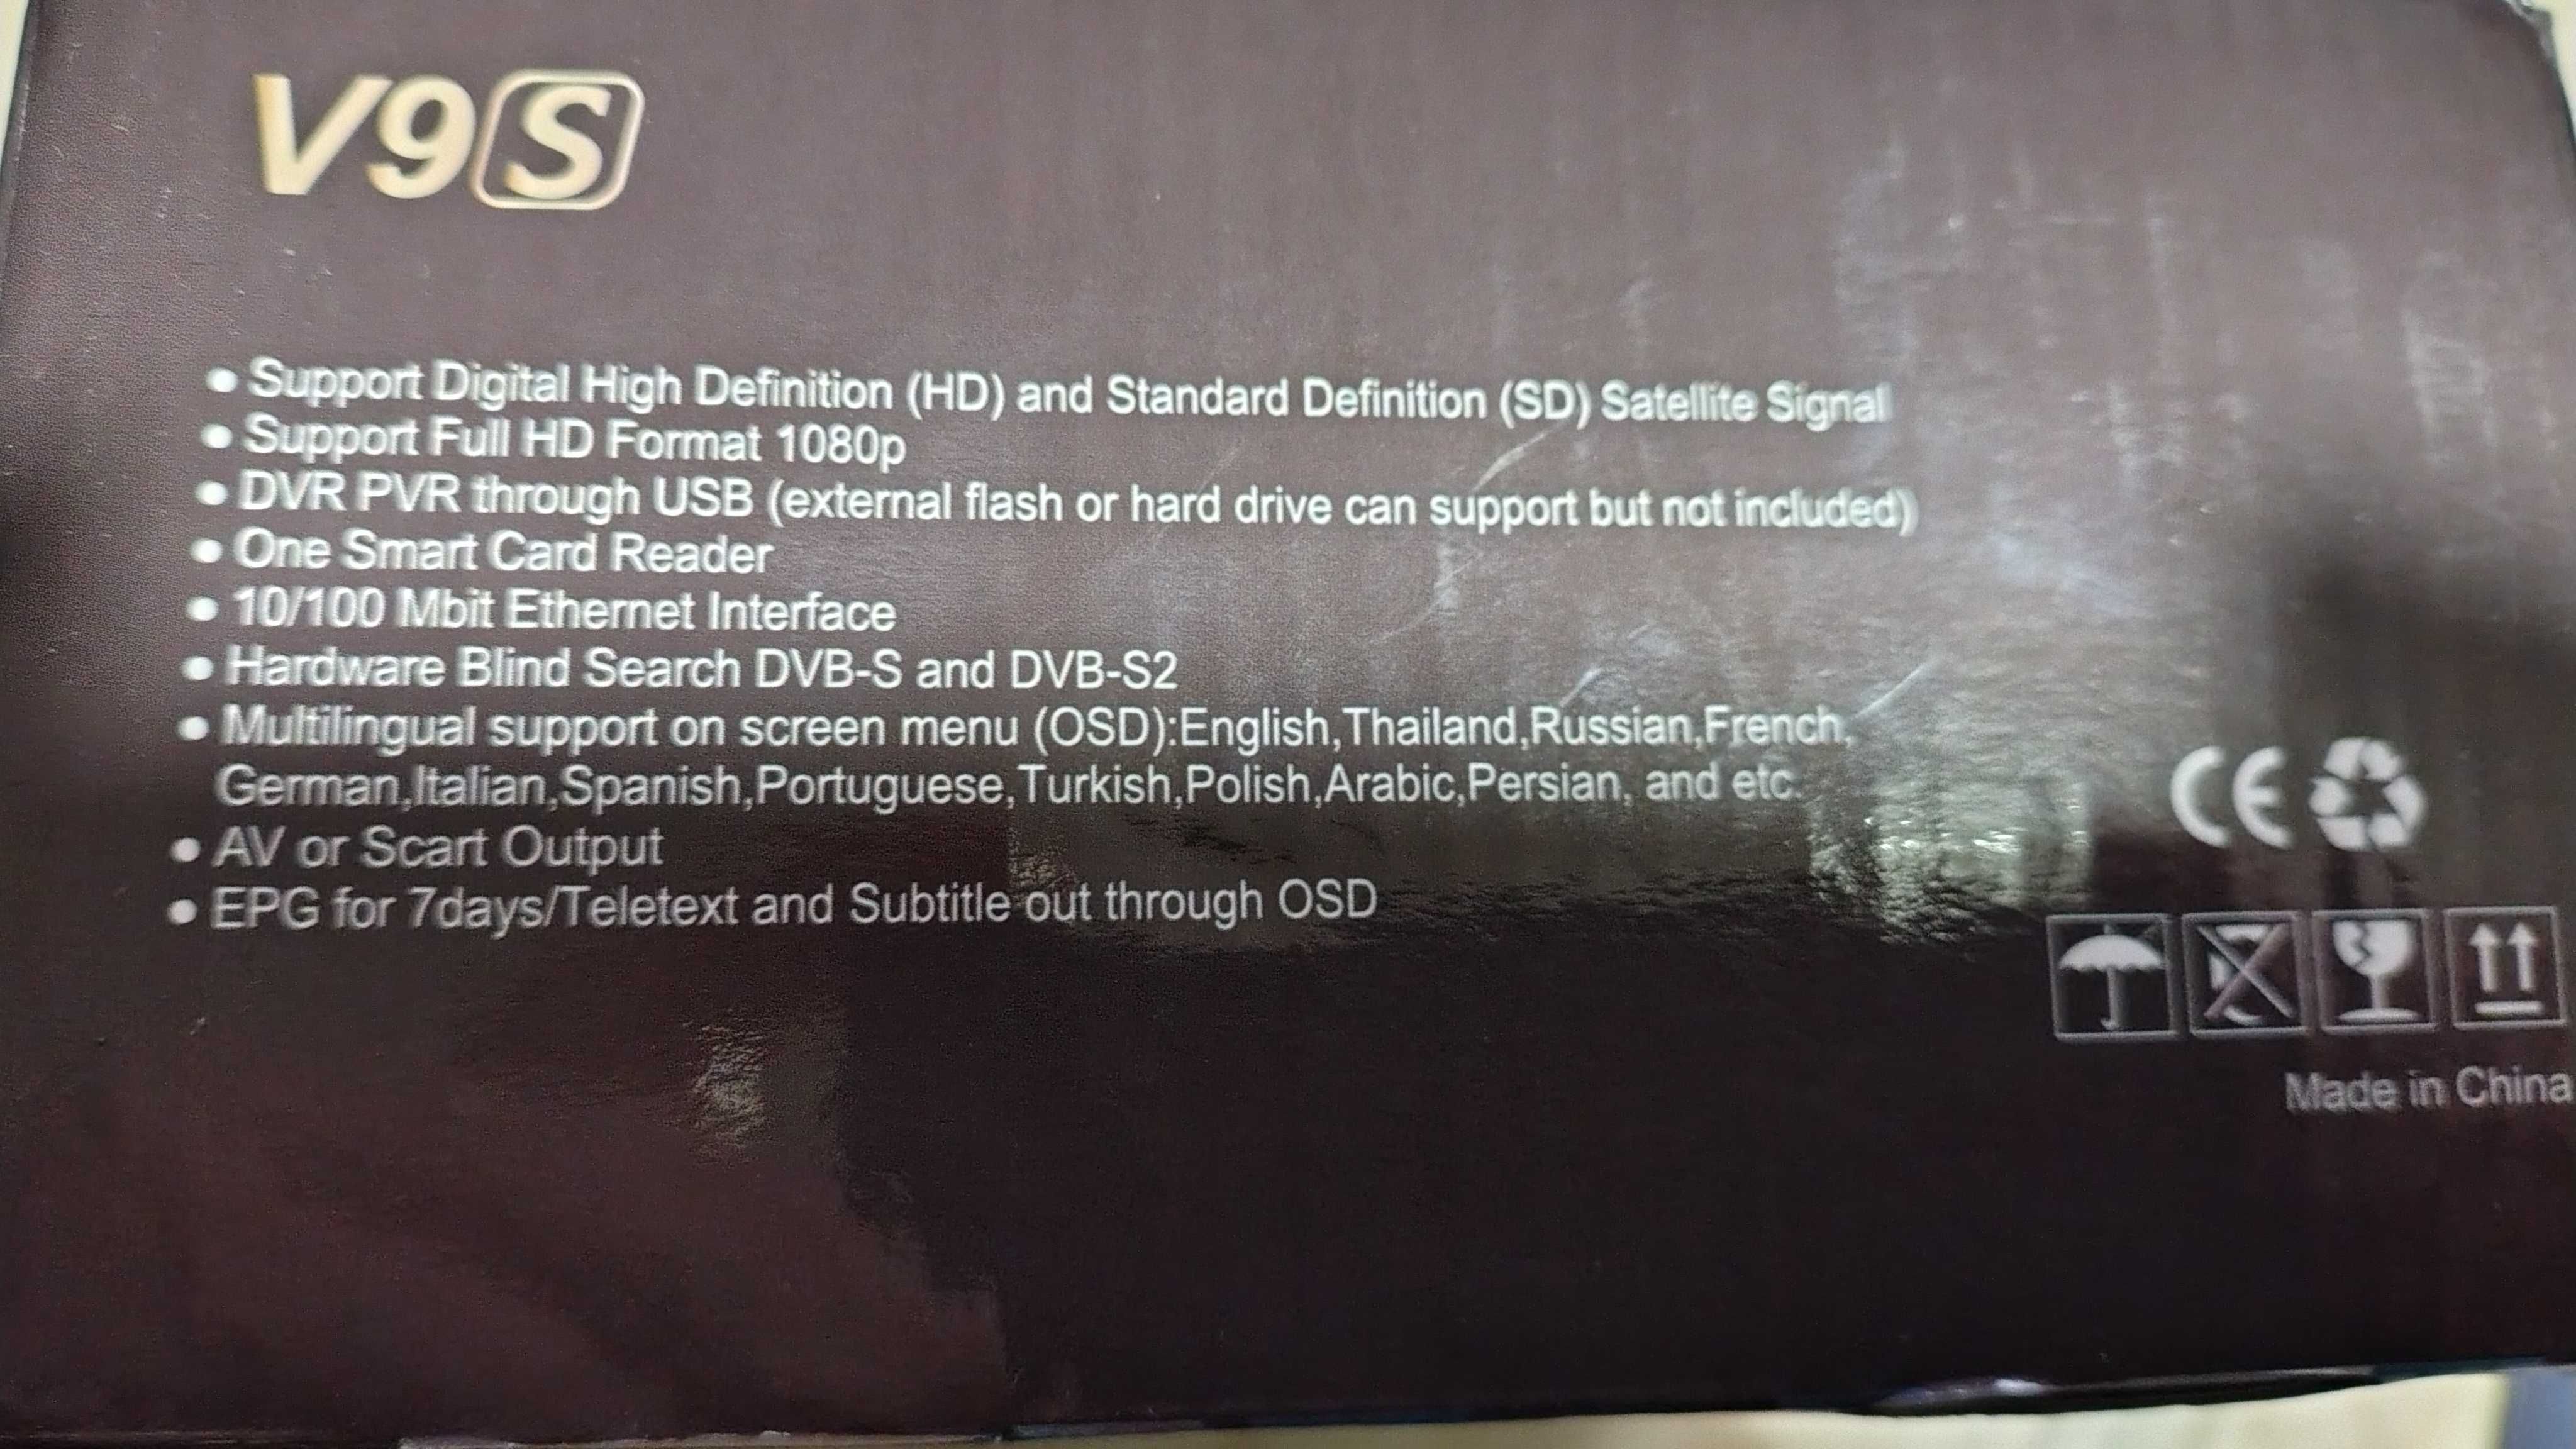 V9S
• Support Digital High Definition (HD) and Standard Definition (SD) Satellite Signal
• Support Full HD Format 1080p
• DVR PVR through USB (external flash or hard drive can support but not included)
• One Smart Card Reader
• 10/100 Mbit Ethernet Interface
• Hardware Blind Search DVB-S and DVB-S2
• Multilingual support on screen menu (OSD):English,Thailand,Russian,French,
German,Italian,Spanish,Portuguese,Turkish,Polish,Arabic,Persian, and etc.
• AV or Scart Output
• EPG for 7days/Teletext and Subtitle out through OSD
CE
Made in China